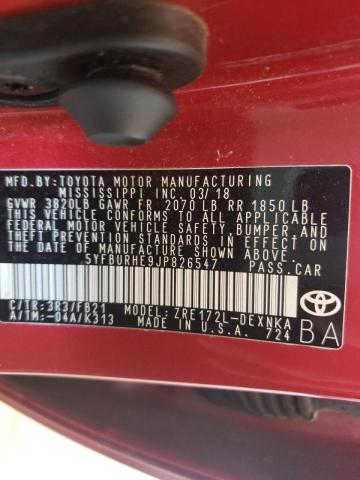 MFD.BY:TOYOTA MOTOR MANUFACTURING
MISSISSIPPI INC. 03/18
GVWR 3820LB GAWR FR 2070 LB RR 1850 LB
THIS VEHICLE CONFORMS TO ALL APPLICABLE
FEDERAL MOTOR VEHICLE SAFETY, BUMPER, AND
THEFT PREVENTION STANDARDS IN EFFECT ON
THE DATE OF MANUFACTURE SHOWN ABOVE.
5YFBURHE9JP826547 PASS.CAR
C/TR:3R3/FB21 MODEL:ZRE172L-DEXNKA
A/TM:-04A/K313 MADE IN U.S.A. /724
TOYOTA
BA